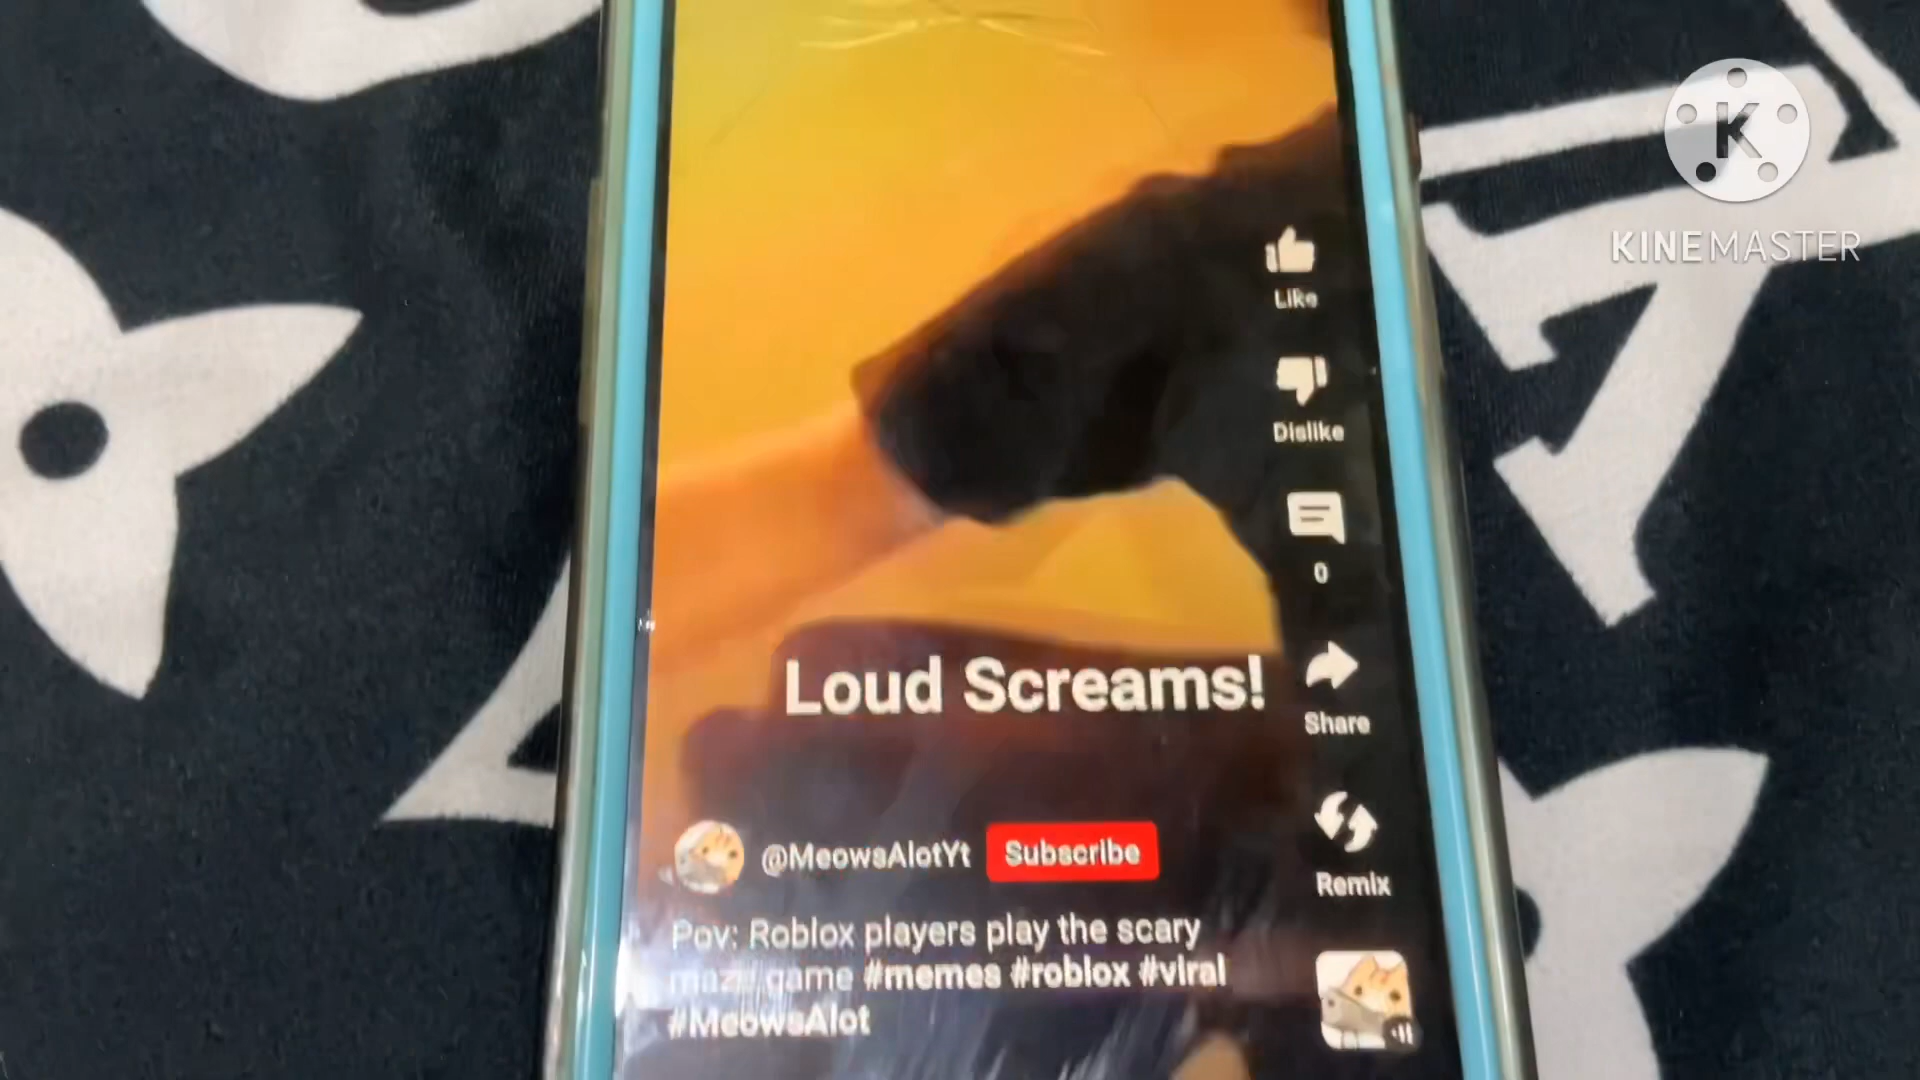 K
KINEMASTER
Like
Dislike
0
Loud Screams!
Share
@MeowsAlotYt Subscribe
Remix
Pov: Roblox players play the scary
maze game #memes #roblox #viral
#MeowsAlot